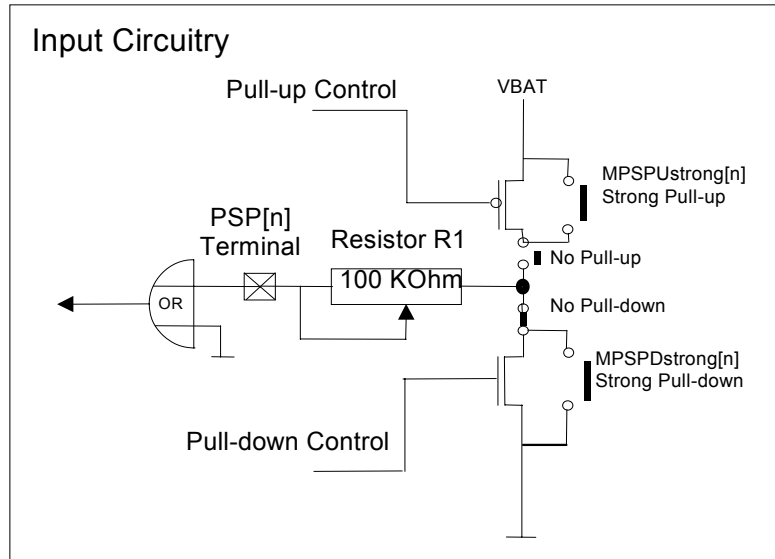 Input Circuitry
Pull-up Control
VBAT
MPSPUstrong[n]
Strong Pull-up
PSP[n]
Terminal
Resistor R1
100 KOhm
No Pull-up
OR
No Pull-down
MPSPDstrong[n]
Strong Pull-down
Pull-down Control